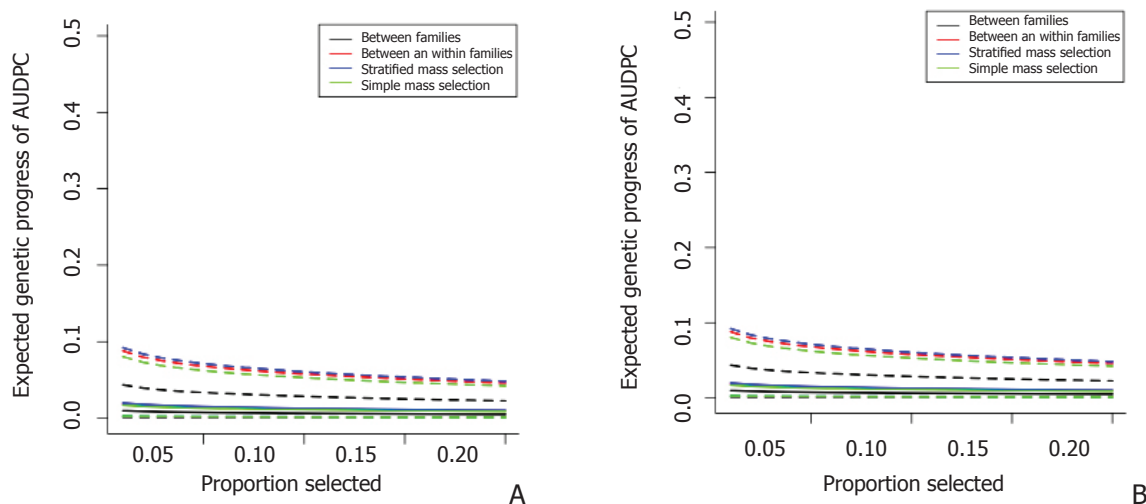 Expected genetic progress of AUDPC
0.5
0.4
0.3
0.2
0.1
0.0
Between families
Between an within families
Stratified mass selection
Simple mass selection
0.05
0.10
0.15
0.20
Proportion selected
A
Expected genetic progress of AUDPC
0.5
0.4
0.3
0.2
0.1
0.0
Between families
Between an within families
Stratified mass selection
Simple mass selection
0.05
0.10
0.15
0.20
Proportion selected
B